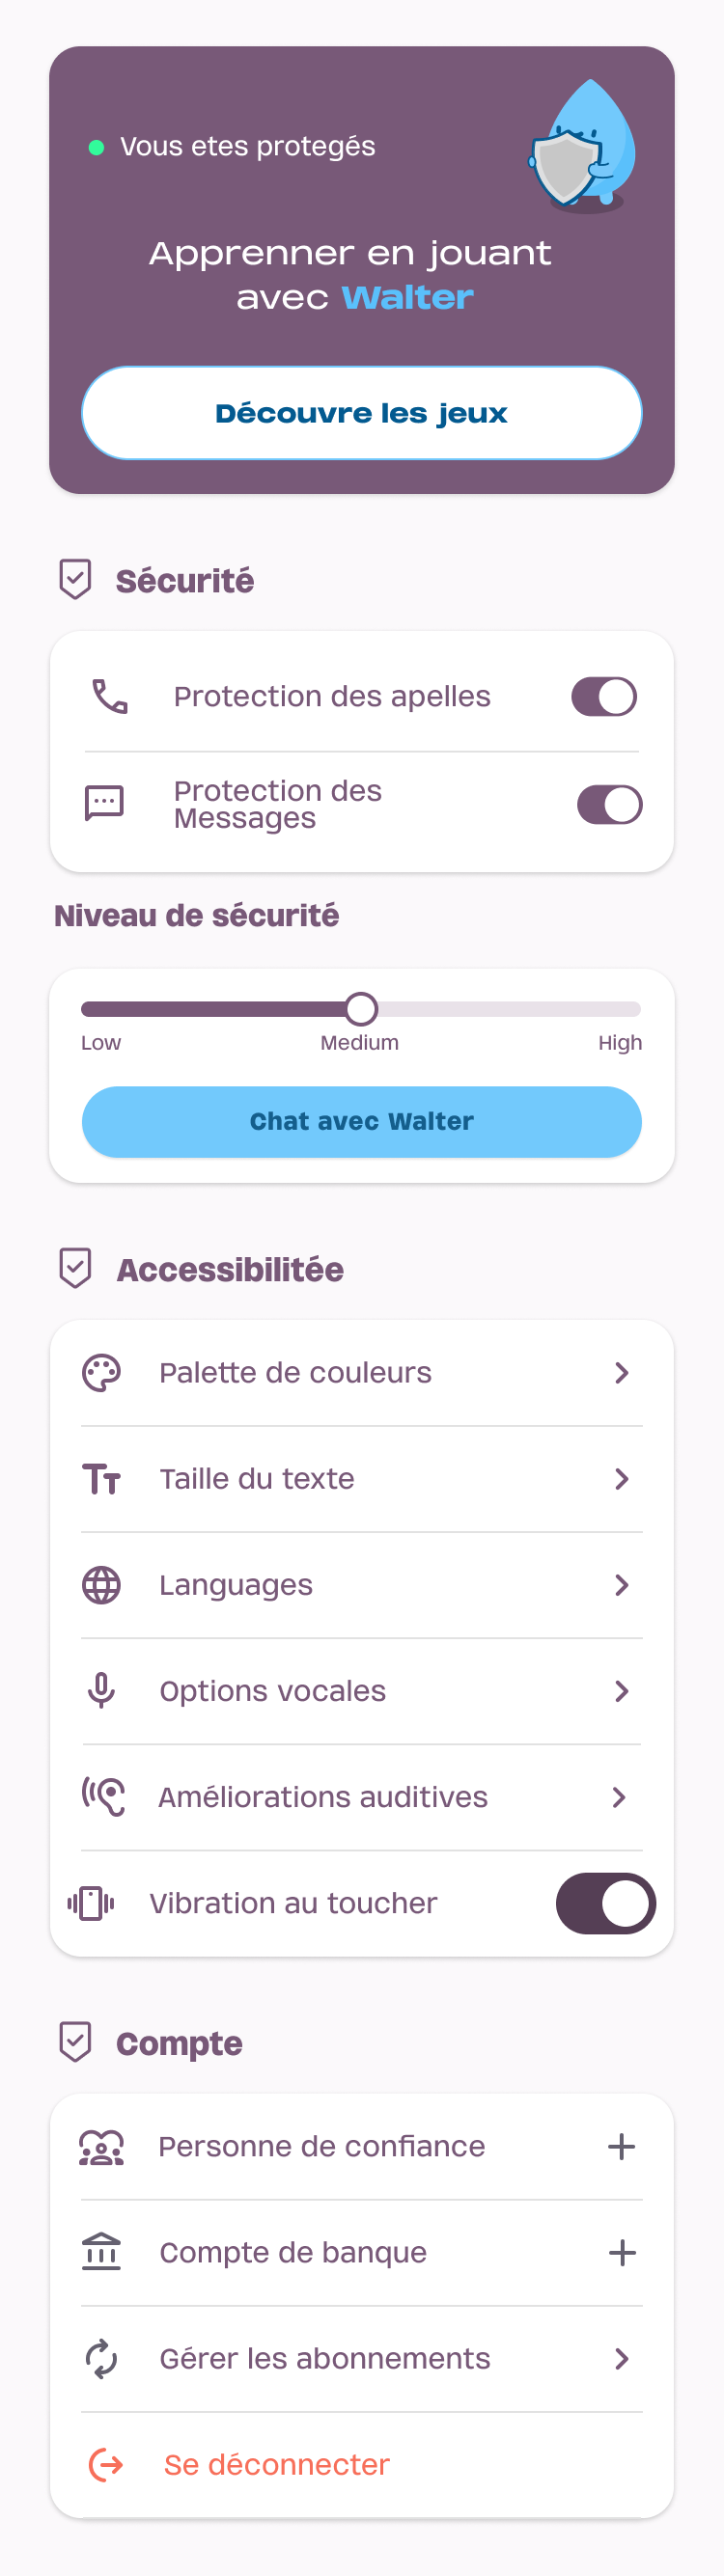 Vous etes protegés
Apprenner en jouant
avec Walter
Découvre les jeux
Sécurité
Protection des apelles
Protection des
Messages
Niveau de sécurité
Low
Medium
High
Chat avec Walter
Accessibilitée
Palette de couleurs
Taille du texte
Languages
Options vocales
Améliorations auditives
Vibration au toucher
Compte
Personne de confiance
Compte de banque
Gérer les abonnements
Se déconnecter